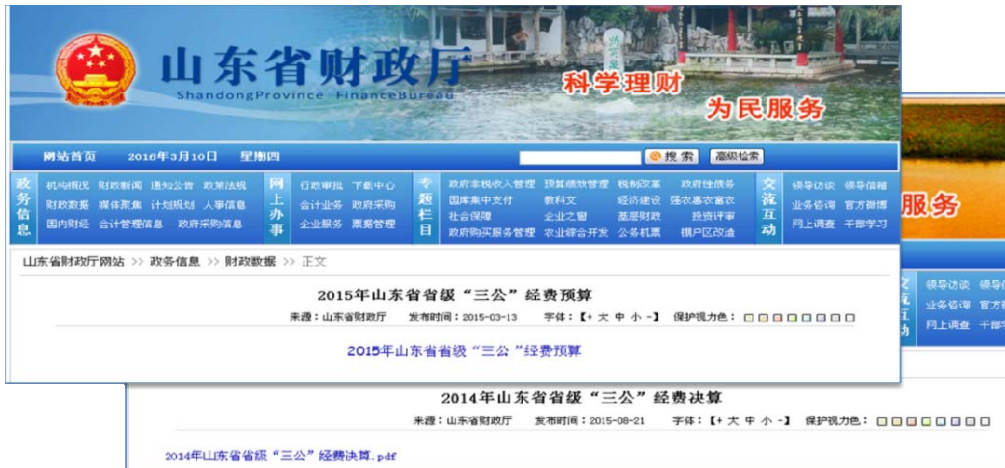 山东省财政厅
ShandongProvince FinanceBureau
科学理财
为民服务
网站首页 2016年3月10日 星期四 搜索 高级检索
政务信息
机构概况 财政新闻 通知公告 政策法规
财政数据 媒体聚焦 计划规划 人事信息
国内财经 会计管理信息 政府采购信息
网上办事
行政审批 下载中心
会计业务 政府采购
企业服务 票据管理
专题栏目
政府非税收入管理 预算绩效管理 税制改革 政府性债务
国库集中支付 教科文 经济建设 强农惠农富农
社会保障 企业之窗 基层财政 投资评审
政府购买服务管理 农业综合开发 公务机票 棚户区改造
交流互动
领导访谈 领导信箱
业务咨询 官方微博
网上调查 干部学习
山东省财政厅网站 >> 政务信息 >> 财政数据 >> 正文
2015年山东省省级“三公”经费预算
来源：山东省财政厅 发布时间：2015-03-13 字体：【+ 大 中 小 -】 保护视力色：
2015年山东省省级“三公“经费预算
服务
领导访谈
业务咨询 官方
网上调查
2014年山东省省级“三公”经费决算
来源：山东省财政厅 发布时间：2015-08-21 字体：【+ 大 中 小 -】 保护视力色：
2014年山东省省级“三公”经费决算.pdf